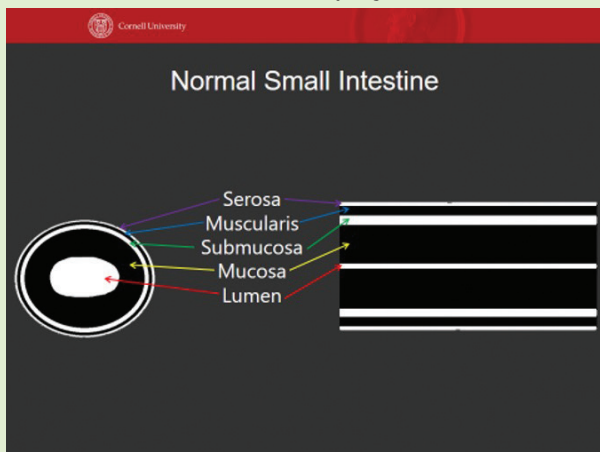 Cornell University
Normal Small Intestine
Serosa
Muscularis
Submucosa
Mucosa
Lumen